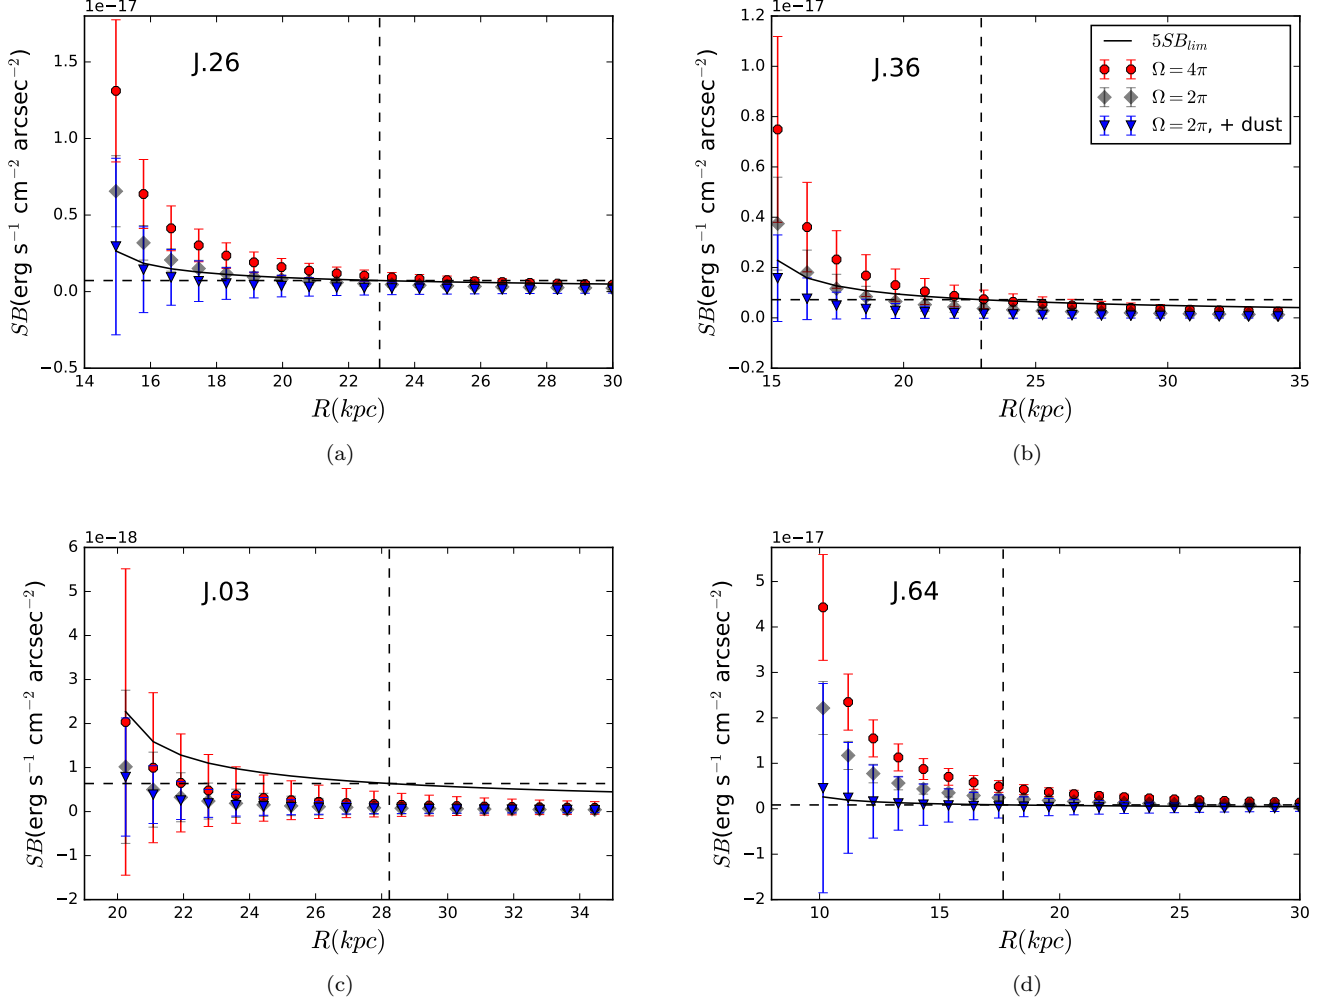 1e−17
J.26
1.5
1.0
0.5
0.0
−0.5
SB(erg s⁻¹ cm⁻² arcsec⁻²)
14 16 18 20 22 24 26 28 30
R(kpc)
(a)
1e−17
J.36
5SB_lim
Ω = 4π
Ω = 2π
Ω = 2π, + dust
1.2
1.0
0.8
0.6
0.4
0.2
0.0
−0.2
SB(erg s⁻¹ cm⁻² arcsec⁻²)
15 20 25 30 35
R(kpc)
(b)
1e−18
J.03
6
5
4
3
2
1
0
−1
−2
SB(erg s⁻¹ cm⁻² arcsec⁻²)
20 22 24 26 28 30 32 34
R(kpc)
(c)
1e−17
J.64
5
4
3
2
1
0
−1
−2
SB(erg s⁻¹ cm⁻² arcsec⁻²)
10 15 20 25 30
R(kpc)
(d)